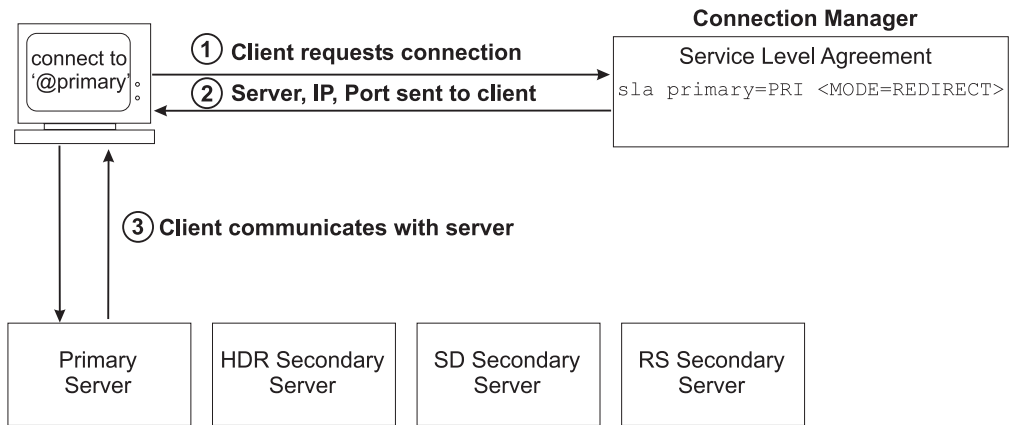 Connection Manager
connect to
‘@primary’
① Client requests connection
Service Level Agreement
② Server, IP, Port sent to client
sla primary=PRI <MODE=REDIRECT>
③ Client communicates with server
Primary
Server
HDR Secondary
Server
SD Secondary
Server
RS Secondary
Server